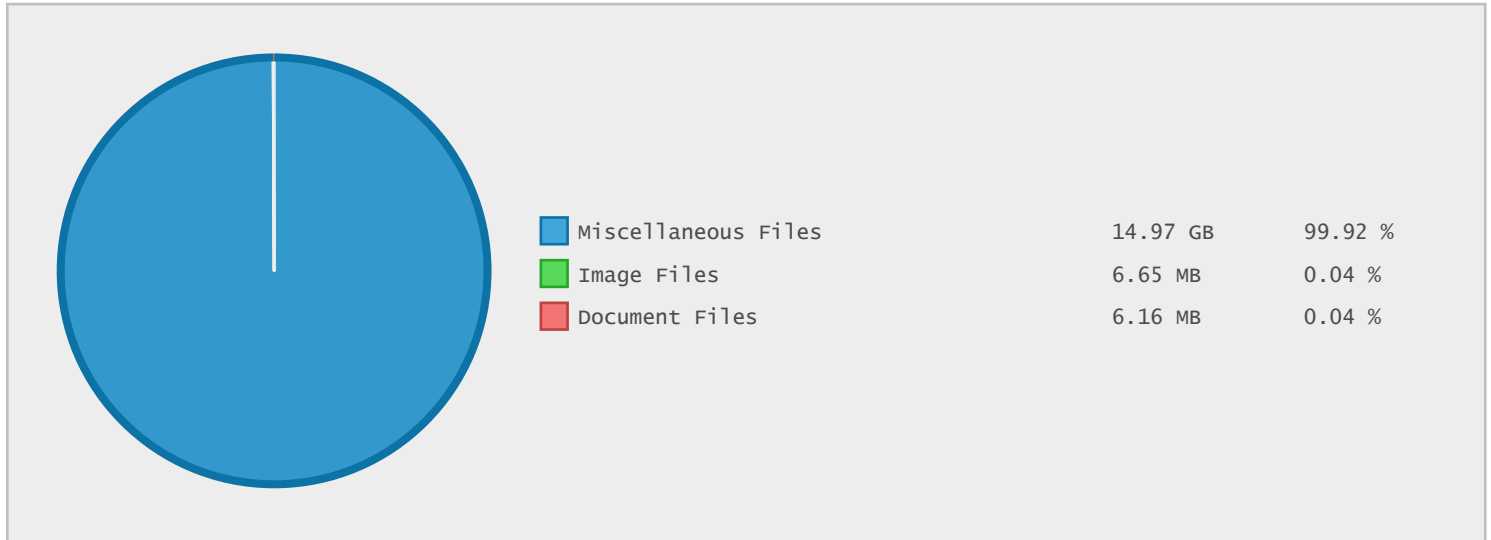 Miscellaneous Files 14.97 GB 99.92 %
Image Files 6.65 MB 0.04 %
Document Files 6.16 MB 0.04 %